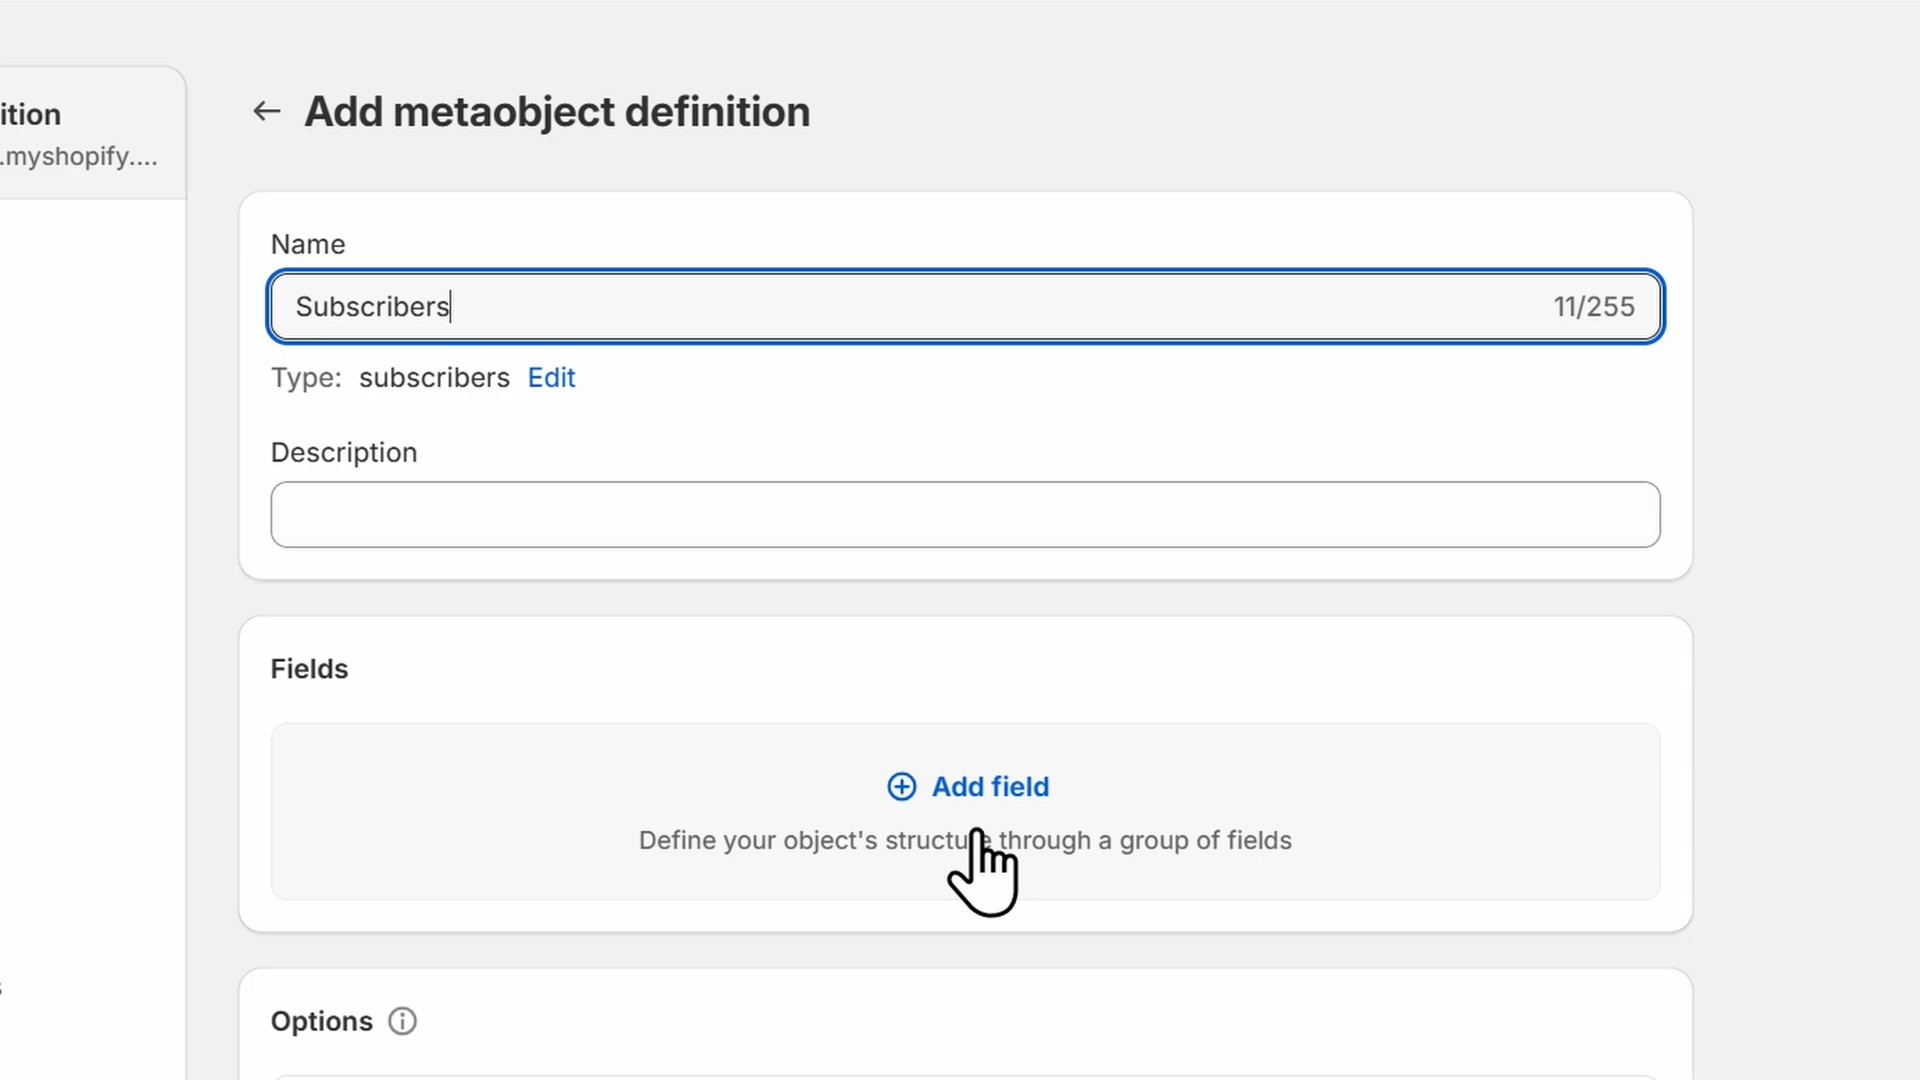 ition
.myshopify....
Add metaobject definition
Name
Subscribers
11/255
Type: subscribers Edit
Description
Fields
Add field
Define your object's structure through a group of fields
Options